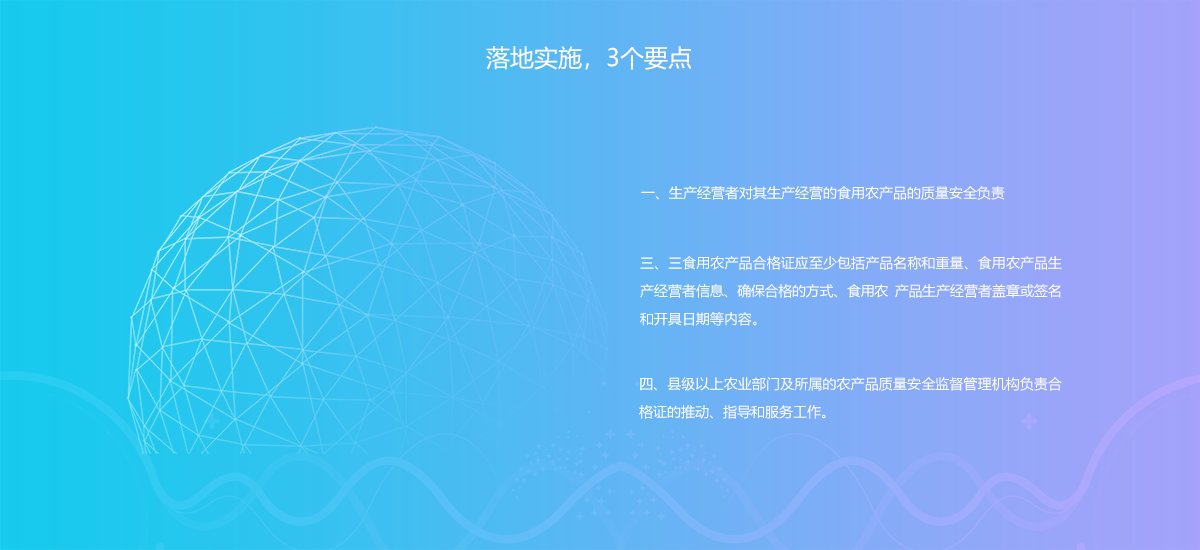 落地实施，3个要点
一、生产经营者对其生产经营的食用农产品的质量安全负责
三、三食用农产品合格证应至少包括产品名称和重量、食用农产品生
产经营者信息、确保合格的方式、食用农 产品生产经营者盖章或签名
和开具日期等内容。
四、县级以上农业部门及所属的农产品质量安全监督管理机构负责合
格证的推动、指导和服务工作。